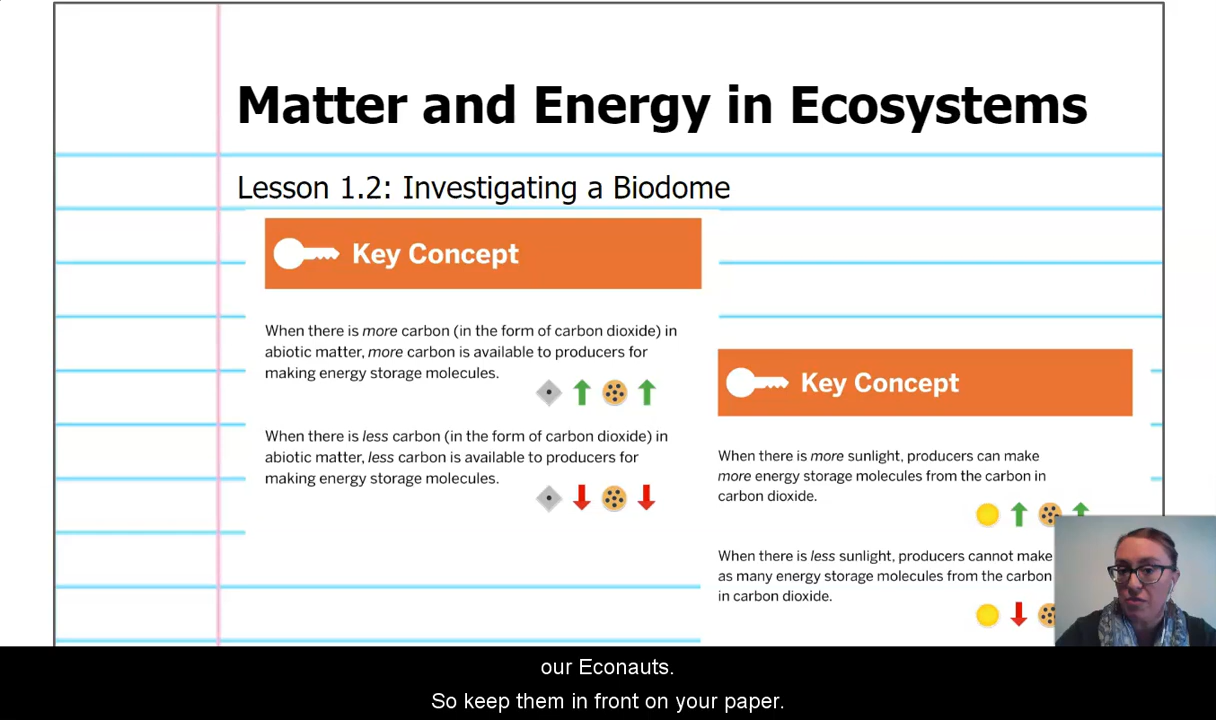 Matter and Energy in Ecosystems
Lesson 1.2: Investigating a Biodome
Key Concept
When there is more carbon (in the form of carbon dioxide) in
abiotic matter, more carbon is available to producers for
making energy storage molecules.
When there is less carbon (in the form of carbon dioxide) in
abiotic matter, less carbon is available to producers for
making energy storage molecules.
Key Concept
When there is more sunlight, producers can make
more energy storage molecules from the carbon in
carbon dioxide.
When there is less sunlight, producers cannot make
as many energy storage molecules from the carbon
in carbon dioxide.
our Econauts.
So keep them in front on your paper.